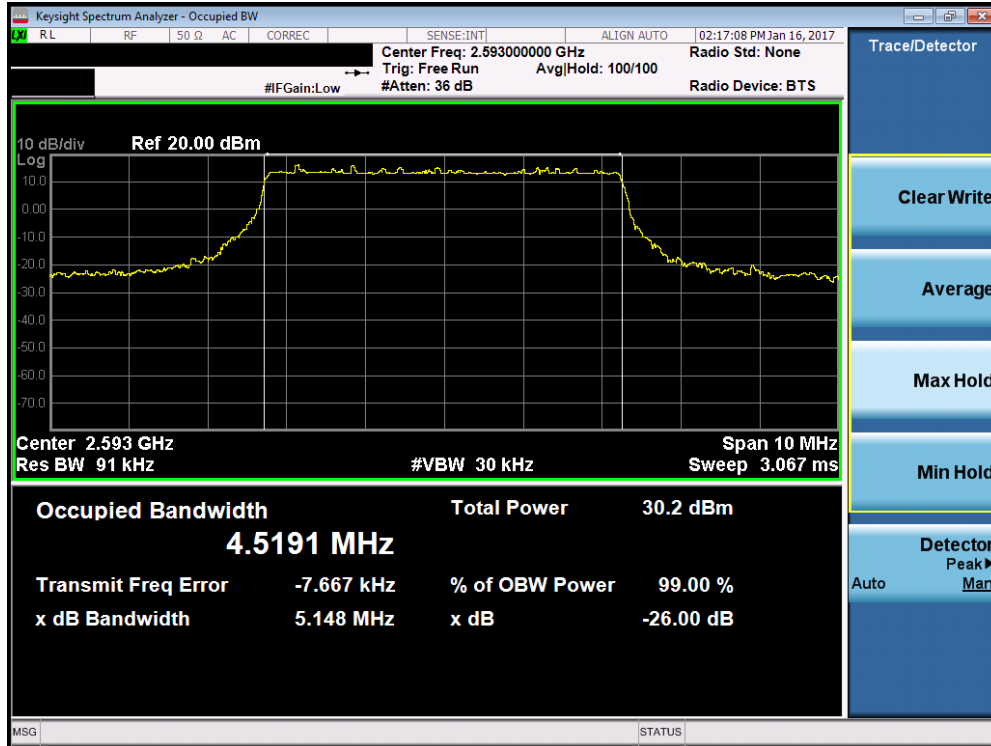 Keysight Spectrum Analyzer - Occupied BW
LXI RL RF 50 Ω AC CORREC SENSE:INT ALIGN AUTO 02:17:08 PM Jan 16, 2017
Center Freq: 2.593000000 GHz Radio Std: None
Trig: Free Run Avg|Hold: 100/100
#IFGain:Low #Atten: 36 dB Radio Device: BTS
Trace/Detector
10 dB/div Ref 20.00 dBm
Log
10.0
0.00
-10.0
-20.0
-30.0
-40.0
-50.0
-60.0
-70.0
Center 2.593 GHz Span 10 MHz
Res BW 91 kHz #VBW 30 kHz Sweep 3.067 ms
Occupied Bandwidth Total Power 30.2 dBm
4.5191 MHz
Transmit Freq Error -7.667 kHz % of OBW Power 99.00 %
x dB Bandwidth 5.148 MHz x dB -26.00 dB
Clear Write
Average
Max Hold
Min Hold
Detector
Peak
Auto Man
MSG STATUS